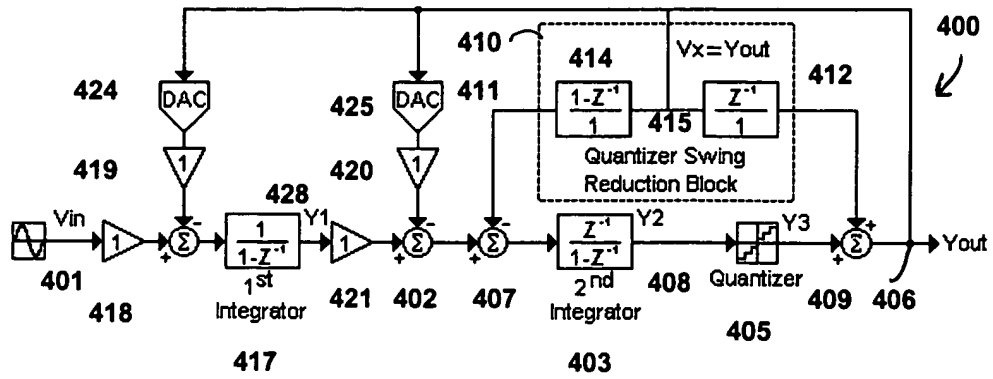 400
410
Vx=Yout
414
412
424
DAC
425
DAC
411
1-Z⁻¹
1
415
Z⁻¹
1
419
1
420
1
Quantizer Swing
Reduction Block
428
Vin
1
+
-
Σ
1
1-Z⁻¹
Y1
1
+
-
Σ
+
-
Σ
Z⁻¹
1-Z⁻¹
Y2
Y3
+
+
Σ
Yout
401
418
1st
Integrator
421
402
407
2nd
Integrator
408
Quantizer
409
406
417
403
405